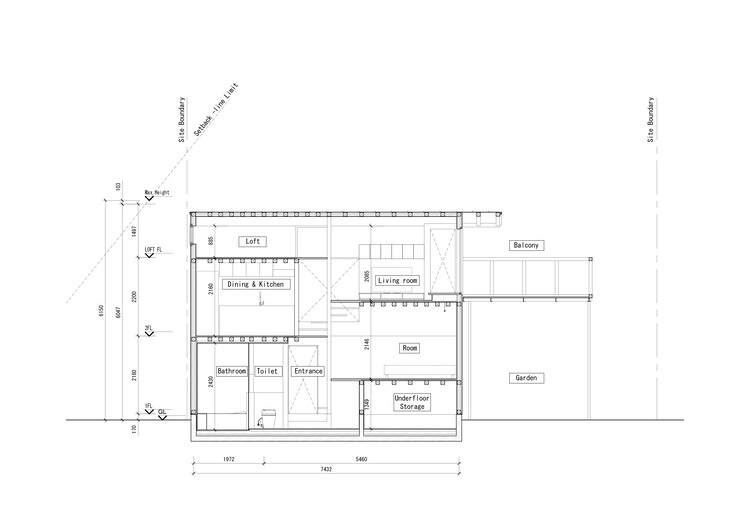 Site Boundary
Setback -line Limit
Site Boundary
103
Max Height
1497
885
Loft
Balcony
LOFT FL
2085
Living room
2160
Dining & Kitchen
6150
6047
2200
2FL
2146
Room
2180
2430
Bathroom
Toilet
Entrance
Garden
1349
Underfloor
Storage
1FL
GL
170
1972
5460
7432